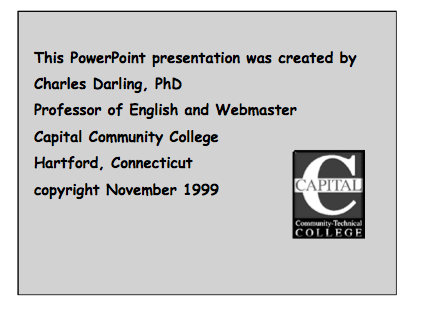 This PowerPoint presentation was created by
Charles Darling, PhD
Professor of English and Webmaster
Capital Community College
Hartford, Connecticut
copyright November 1999
C
CAPITAL
Community-Technical
COLLEGE